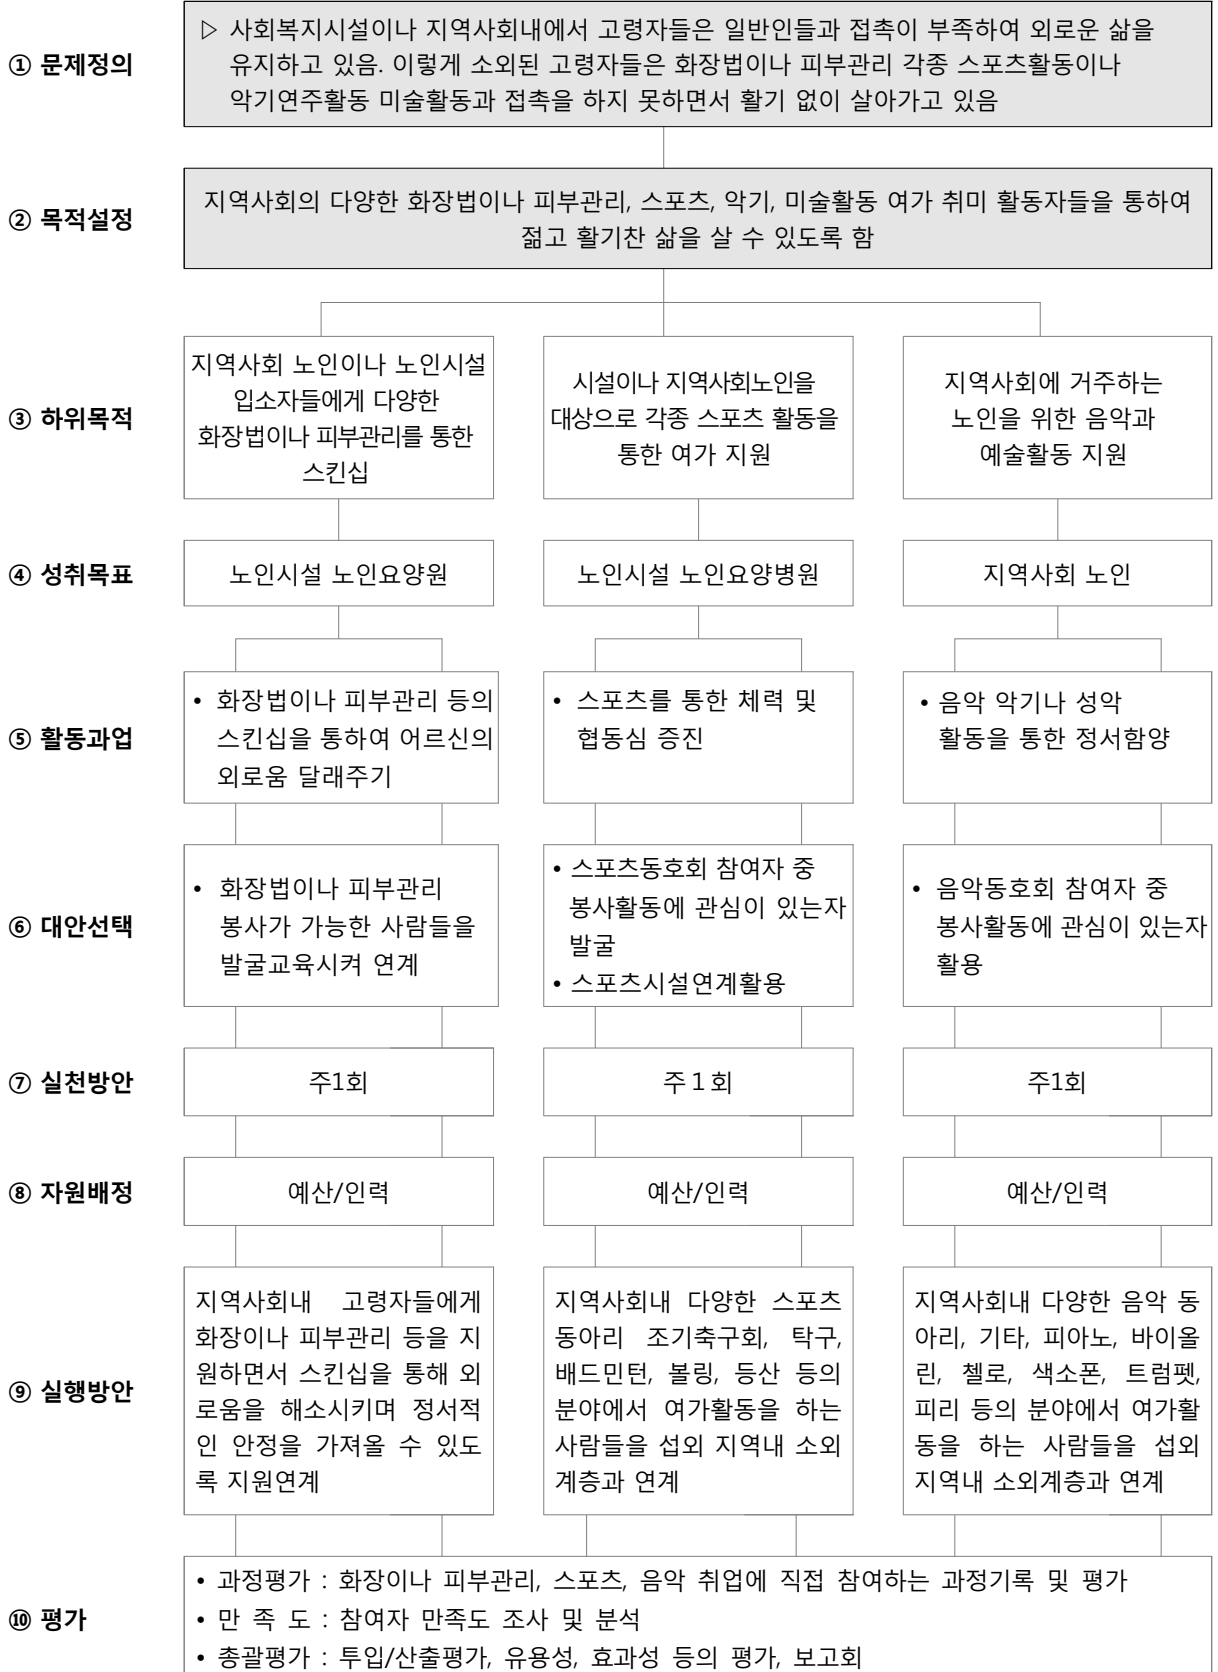 ① 문제정의
▷ 사회복지시설이나 지역사회내에서 고령자들은 일반인들과 접촉이 부족하여 외로운 삶을
유지하고 있음. 이렇게 소외된 고령자들은 화장법이나 피부관리 각종 스포츠활동이나
악기연주활동 미술활동과 접촉을 하지 못하면서 활기 없이 살아가고 있음
② 목적설정
지역사회의 다양한 화장법이나 피부관리, 스포츠, 악기, 미술활동 여가 취미 활동자들을 통하여
젊고 활기찬 삶을 살 수 있도록 함
③ 하위목적
지역사회 노인이나 노인시설
입소자들에게 다양한
화장법이나 피부관리를 통한
스킨십
시설이나 지역사회노인을
대상으로 각종 스포츠 활동을
통한 여가 지원
지역사회에 거주하는
노인을 위한 음악과
예술활동 지원
④ 성취목표
노인시설 노인요양원
노인시설 노인요양병원
지역사회 노인
⑤ 활동과업
• 화장법이나 피부관리 등의
스킨십을 통하여 어르신의
외로움 달래주기
• 스포츠를 통한 체력 및
협동심 증진
• 음악 악기나 성악
활동을 통한 정서함양
⑥ 대안선택
• 화장법이나 피부관리
봉사가 가능한 사람들을
발굴교육시켜 연계
• 스포츠동호회 참여자 중
봉사활동에 관심이 있는자
발굴
• 스포츠시설연계활용
• 음악동호회 참여자 중
봉사활동에 관심이 있는자
활용
⑦ 실천방안
주1회
주 1 회
주1회
⑧ 자원배정
예산/인력
예산/인력
예산/인력
⑨ 실행방안
지역사회내 고령자들에게
화장이나 피부관리 등을 지
원하면서 스킨십을 통해 외
로움을 해소시키며 정서적
인 안정을 가져올 수 있도
록 지원연계
지역사회내 다양한 스포츠
동아리 조기축구회, 탁구,
배드민턴, 볼링, 등산 등의
분야에서 여가활동을 하는
사람들을 섭외 지역내 소외
계층과 연계
지역사회내 다양한 음악 동
아리, 기타, 피아노, 바이올
린, 첼로, 색소폰, 트럼펫,
피리 등의 분야에서 여가활
동을 하는 사람들을 섭외
지역내 소외계층과 연계
⑩ 평가
• 과정평가 : 화장이나 피부관리, 스포츠, 음악 취업에 직접 참여하는 과정기록 및 평가
• 만 족 도 : 참여자 만족도 조사 및 분석
• 총괄평가 : 투입/산출평가, 유용성, 효과성 등의 평가, 보고회